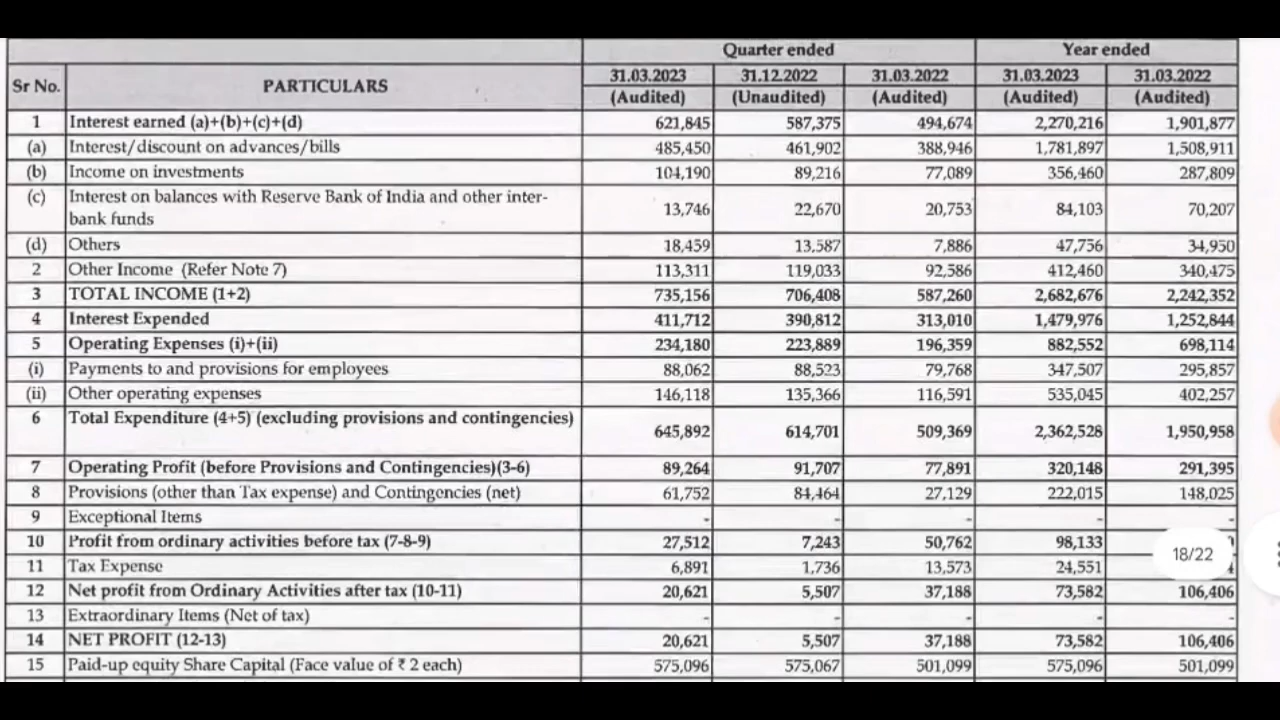 Quarter ended Year ended
Sr No. PARTICULARS 31.03.2023 31.12.2022 31.03.2022 31.03.2023 31.03.2022
(Audited) (Unaudited) (Audited) (Audited) (Audited)
1 Interest earned (a)+(b)+(c)+(d) 621,845 587,375 494,674 2,270,216 1,901,877
(a) Interest/discount on advances/bills 485,450 461,902 388,946 1,781,897 1,508,911
(b) Income on investments 104,190 89,216 77,089 356,460 287,809
(c) Interest on balances with Reserve Bank of India and other inter-
bank funds 13,746 22,670 20,753 84,103 70,207
(d) Others 18,459 13,587 7,886 47,756 34,950
2 Other Income (Refer Note 7) 113,311 119,033 92,586 412,460 340,475
3 TOTAL INCOME (1+2) 735,156 706,408 587,260 2,682,676 2,242,352
4 Interest Expended 411,712 390,812 313,010 1,479,976 1,252,844
5 Operating Expenses (i)+(ii) 234,180 223,889 196,359 882,552 698,114
(i) Payments to and provisions for employees 88,062 88,523 79,768 347,507 295,857
(ii) Other operating expenses 146,118 135,366 116,591 535,045 402,257
6 Total Expenditure (4+5) (excluding provisions and contingencies)
645,892 614,701 509,369 2,362,528 1,950,958
7 Operating Profit (before Provisions and Contingencies)(3-6) 89,264 91,707 77,891 320,148 291,395
8 Provisions (other than Tax expense) and Contingencies (net) 61,752 84,464 27,129 222,015 148,025
9 Exceptional Items - - - - -
10 Profit from ordinary activities before tax (7-8-9) 27,512 7,243 50,762 98,133
18/22
11 Tax Expense 6,891 1,736 13,573 24,551
12 Net profit from Ordinary Activities after tax (10-11) 20,621 5,507 37,188 73,582 106,406
13 Extraordinary Items (Net of tax) - - - - -
14 NET PROFIT (12-13) 20,621 5,507 37,188 73,582 106,406
15 Paid-up equity Share Capital (Face value of ₹ 2 each) 575,096 575,067 501,099 575,096 501,099